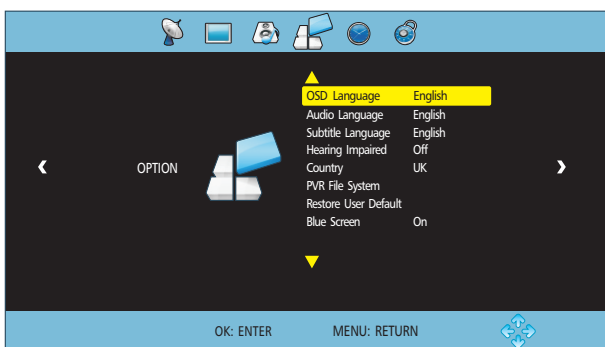 OPTION
OSD Language English
Audio Language English
Subtitle Language English
Hearing Impaired Off
Country UK
PVR File System
Restore User Default
Blue Screen On
OK: ENTER MENU: RETURN